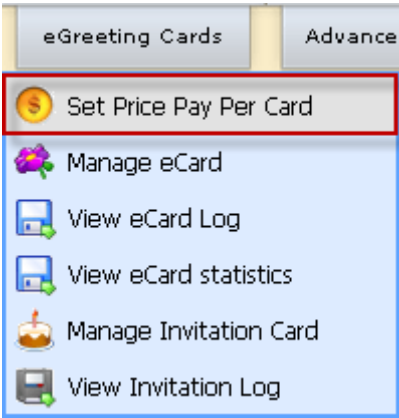 eGreeting Cards Advance
Set Price Pay Per Card
Manage eCard
View eCard Log
View eCard statistics
Manage Invitation Card
View Invitation Log